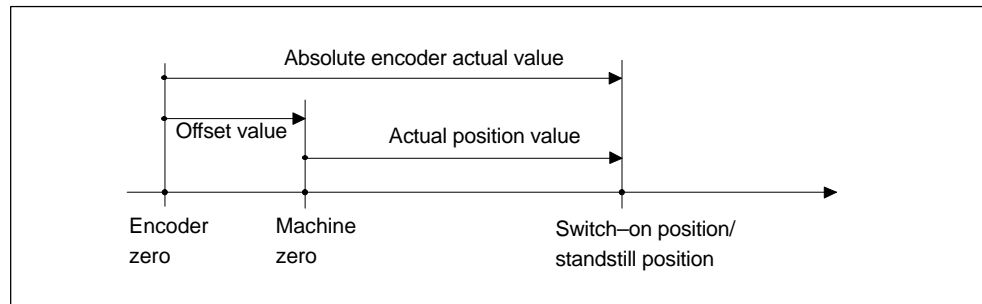 Absolute encoder actual value
Offset value
Actual position value
Encoder
zero
Machine
zero
Switch–on position/
standstill position